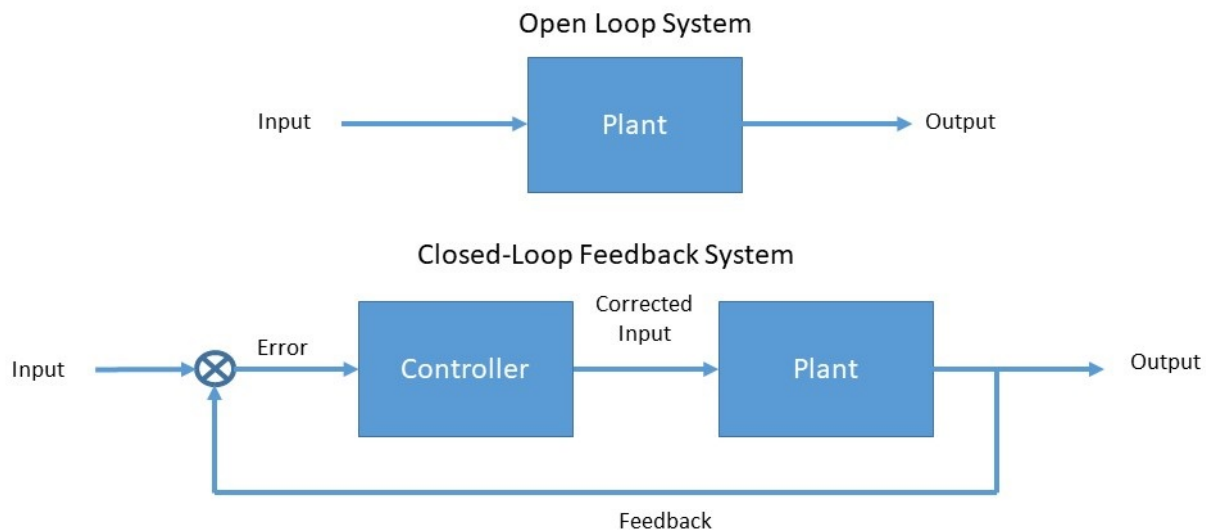 Open Loop System
Input
Plant
Output
Closed-Loop Feedback System
Input
Error
Controller
Corrected
Input
Plant
Output
Feedback